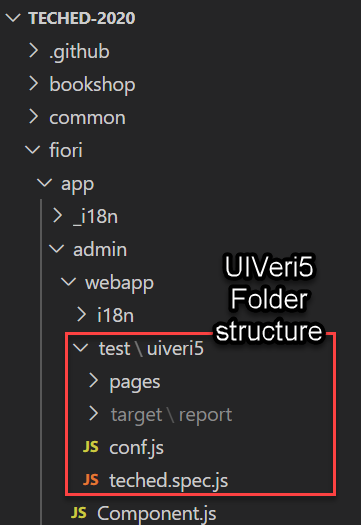 TECHED-2020
.github
bookshop
common
fiori
app
_i18n
admin
webapp
i18n
UIVeri5
Folder
structure
test \ uiveri5
pages
target \ report
JS conf.js
JS teched.spec.js
JS Component.js